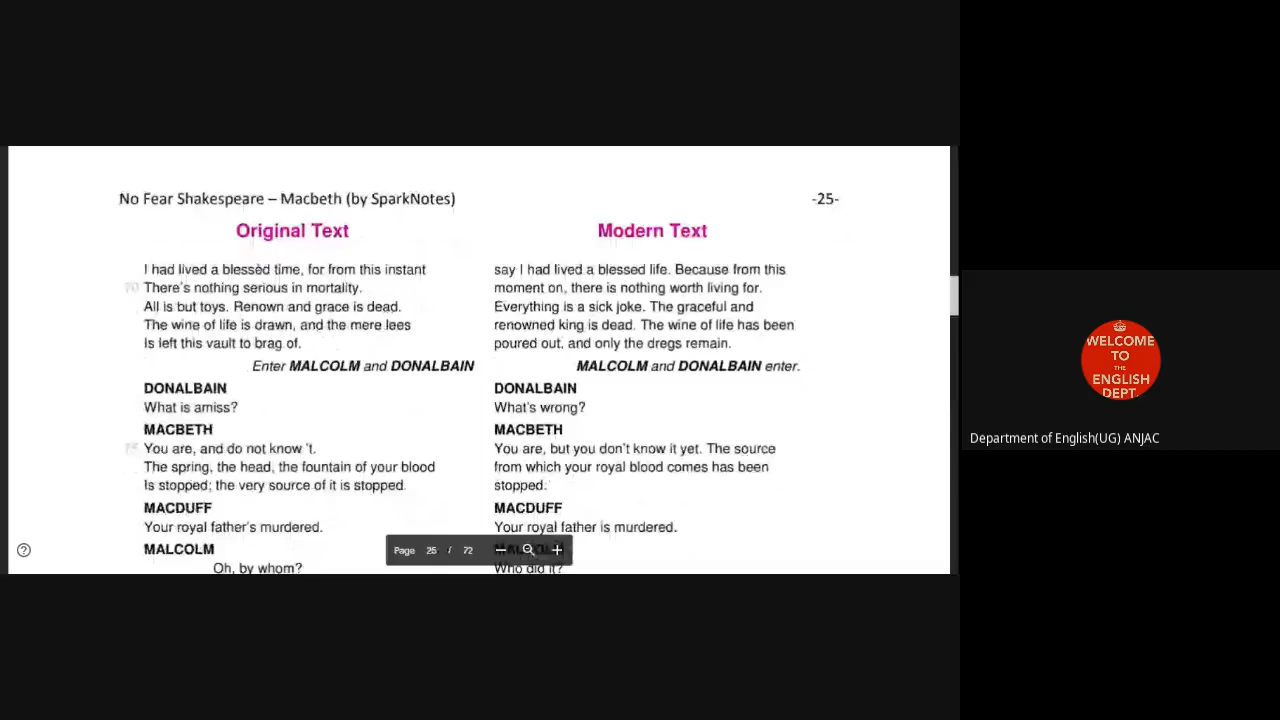 No Fear Shakespeare – Macbeth (by SparkNotes)
-25-
Original Text
I had lived a blessèd time, for from this instant
70
There's nothing serious in mortality.
All is but toys. Renown and grace is dead.
The wine of life is drawn, and the mere lees
Is left this vault to brag of.
Enter MALCOLM and DONALBAIN
DONALBAIN
What is amiss?
MACBETH
75
You are, and do not know 't.
The spring, the head, the fountain of your blood
Is stopped; the very source of it is stopped.
MACDUFF
Your royal father's murdered.
MALCOLM
Oh, by whom?
Modern Text
say I had lived a blessed life. Because from this
moment on, there is nothing worth living for.
Everything is a sick joke. The graceful and
renowned king is dead. The wine of life has been
poured out, and only the dregs remain.
MALCOLM and DONALBAIN enter.
DONALBAIN
What's wrong?
MACBETH
You are, but you don't know it yet. The source
from which your royal blood comes has been
stopped.
MACDUFF
Your royal father is murdered.
MALCOLM
Who did it?
Page 25 / 72
WELCOME
TO
THE
ENGLISH
DEPT.
Department of English(UG) ANJAC